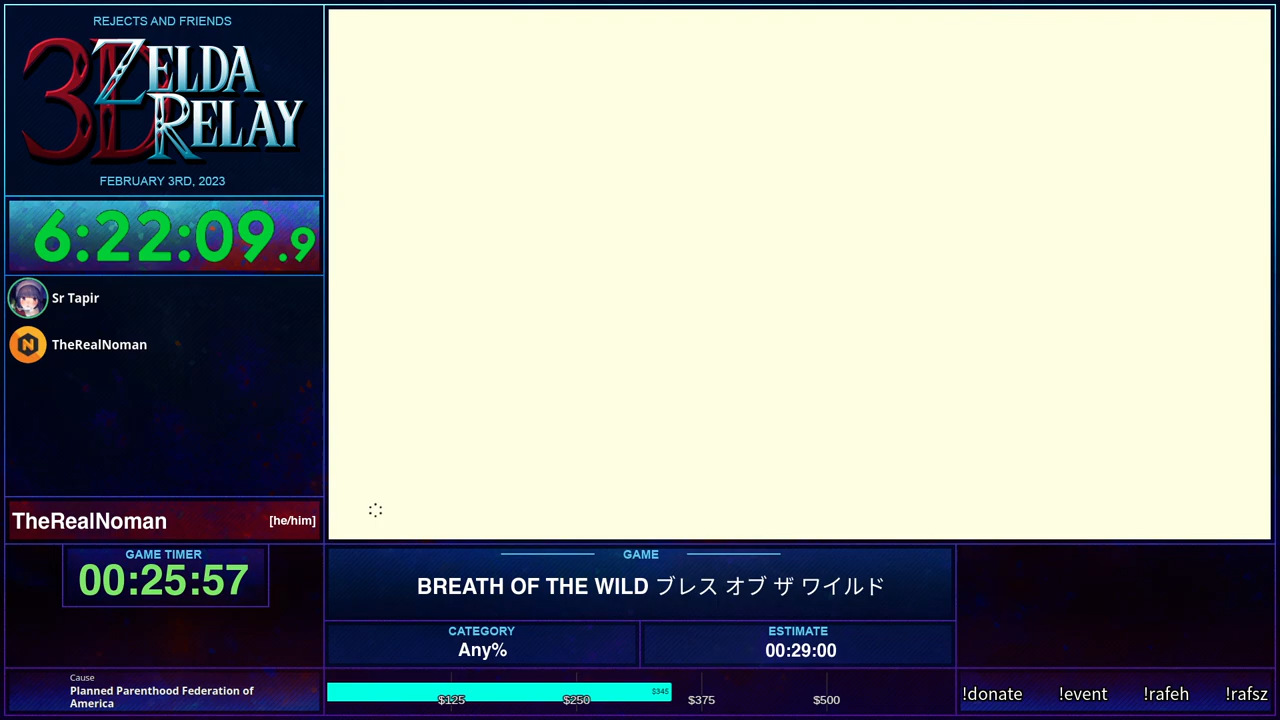 REJECTS AND FRIENDS
3D ZELDA
RELAY
FEBRUARY 3RD, 2023
6:22:09.9
Sr Tapir
N TheRealNoman
TheRealNoman [he/him]
GAME TIMER
00:25:57
GAME
BREATH OF THE WILD ブレス オブ ザ ワイルド
CATEGORY
Any%
ESTIMATE
00:29:00
Cause
Planned Parenthood Federation of
America
$125 $250 $345 $375 $500
!donate !event !rafeh !rafsz